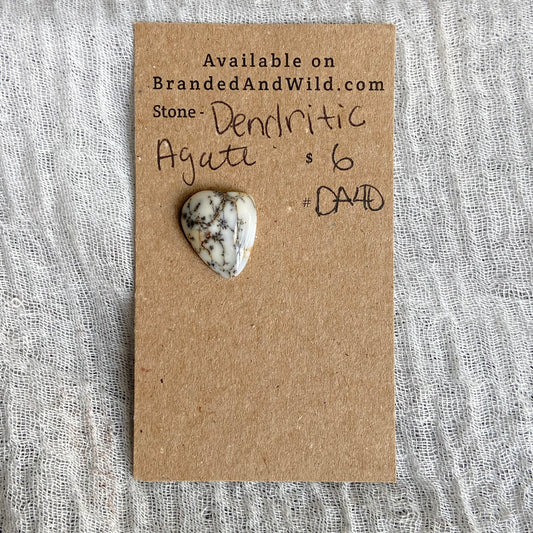 Available on
BrandedAndWild.com
Stone - Dendritic
Agate $ 6
# DA40